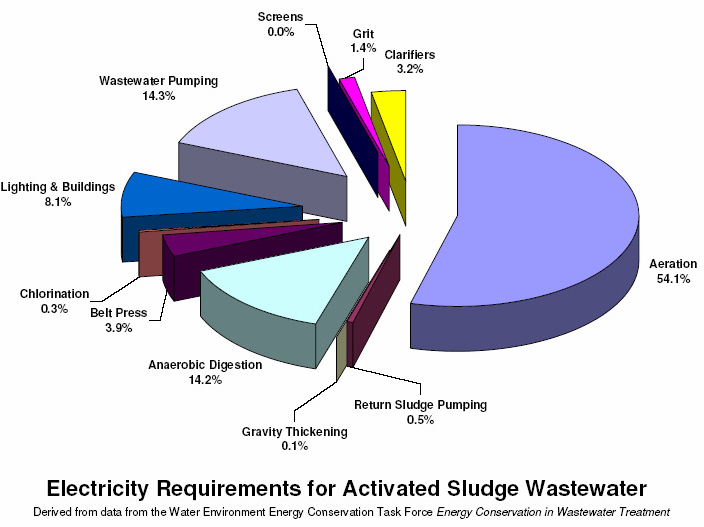 Screens
0.0%
Grit
1.4%
Clarifiers
3.2%
Wastewater Pumping
14.3%
Lighting & Buildings
8.1%
Aeration
54.1%
Chlorination
0.3%
Belt Press
3.9%
Anaerobic Digestion
14.2%
Return Sludge Pumping
0.5%
Gravity Thickening
0.1%
Electricity Requirements for Activated Sludge Wastewater
Derived from data from the Water Environment Energy Conservation Task Force Energy Conservation in Wastewater Treatment